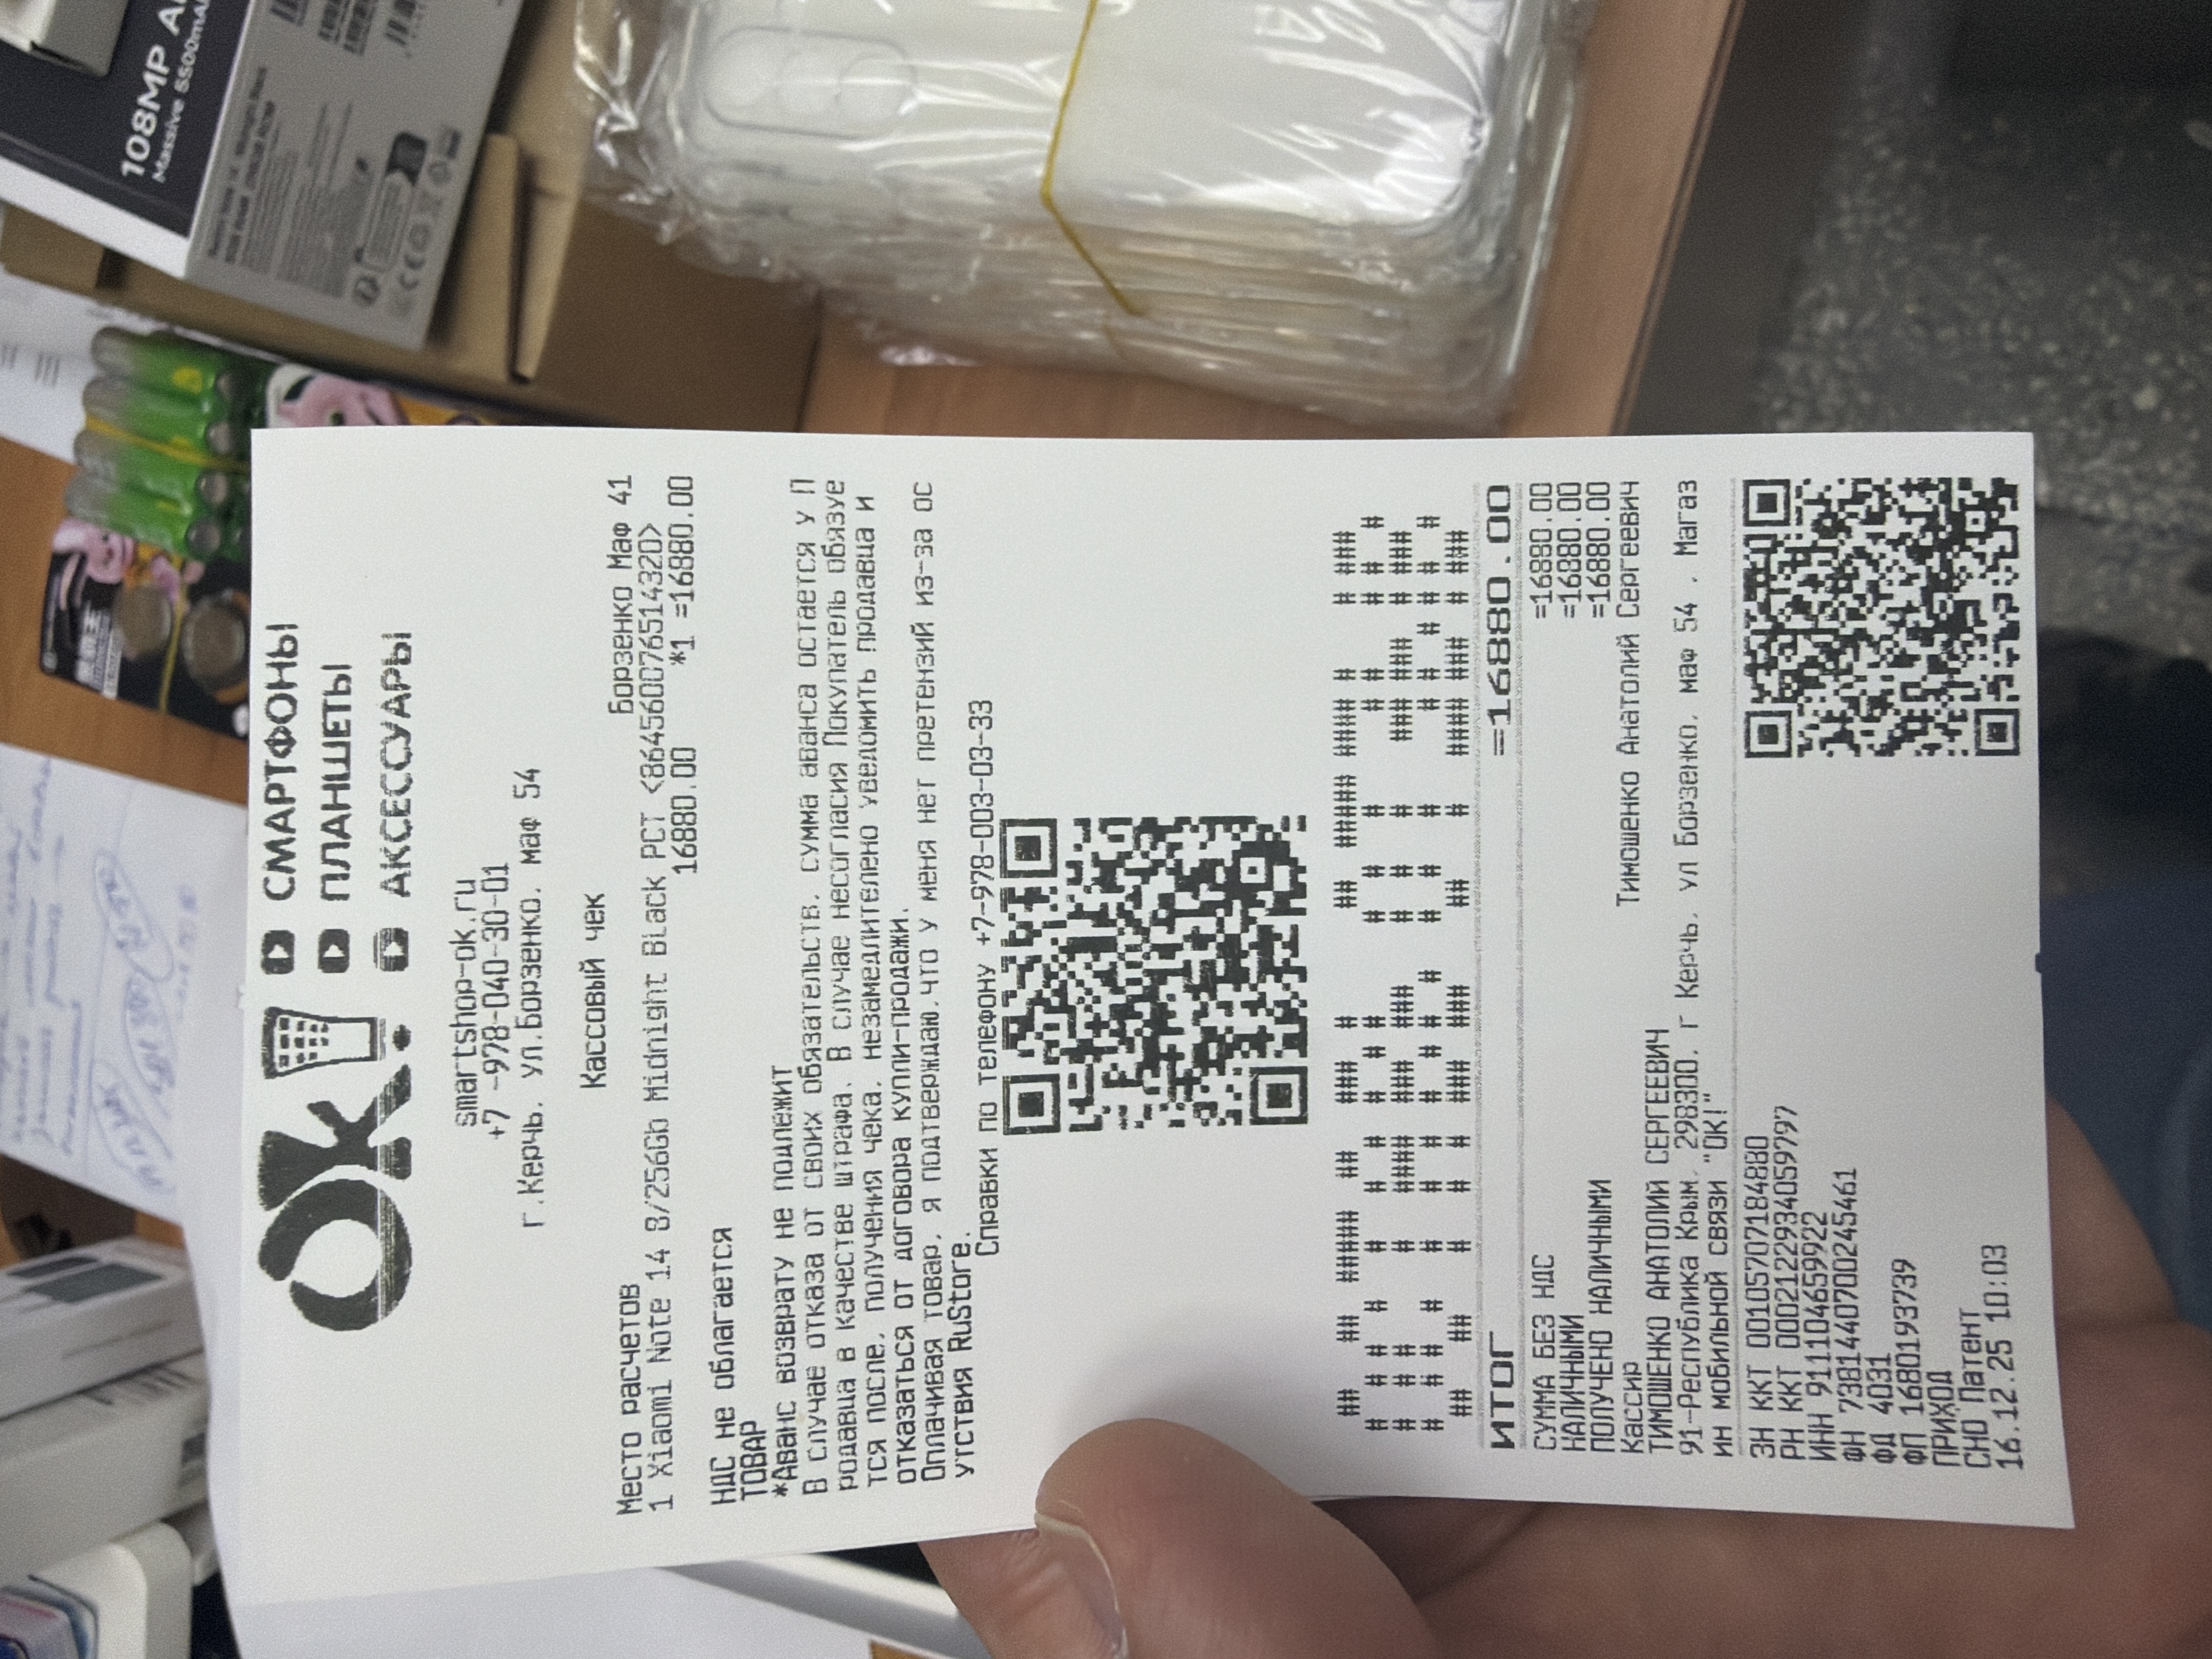 108MP
Massive 5500mA
OK!
СМАРТФОНЫ
ПЛАНШЕТЫ
АКСЕССУАРЫ
smartshop-ok.ru
+7 -978-040-30-01
г.Керчь, ул.Борзенко, маф 54
Кассовый чек
Место расчетов Борзенко Маф 41
1 Xiaomi Note 14 8/256Gb Midnight Black РСТ <864560076514320>
16880.00 *1 =16880.00
НДС не облагается
ТОВАР
*Аванс возврату не подлежит
В случае отказа от своих обязательств, сумма аванса остается у П
родавца в качестве штрафа. В случае несогласия Покупатель обязуе
тся после, получения чека, незамедлителено уведомить продавца и
отказаться от договора купли-продажи.
Оплачивая товар, я подтверждаю,что у меня нет претензий из-за ос
утствия RuStore.
Справки по телефону +7-978-003-03-33
ИТОГ =16880.00
СУММА БЕЗ НДС =16880.00
НАЛИЧНЫМИ =16880.00
ПОЛУЧЕНО НАЛИЧНЫМИ =16880.00
Кассир Тимошенко Анатолий Сергеевич
ТИМОШЕНКО АНАТОЛИЙ СЕРГЕЕВИЧ
91-Республика Крым, 298300, г Керчь, ул Борзенко, маф 54 , Магаз
ин мобильной связи "ОК!"
ЗН ККТ 00105707184880
РН ККТ 0002122934059797
ИНН 911104659922
ФН 7381440700245461
ФД 4031
ФП 1680193739
ПРИХОД
СНО Патент
16.12.25 10:03